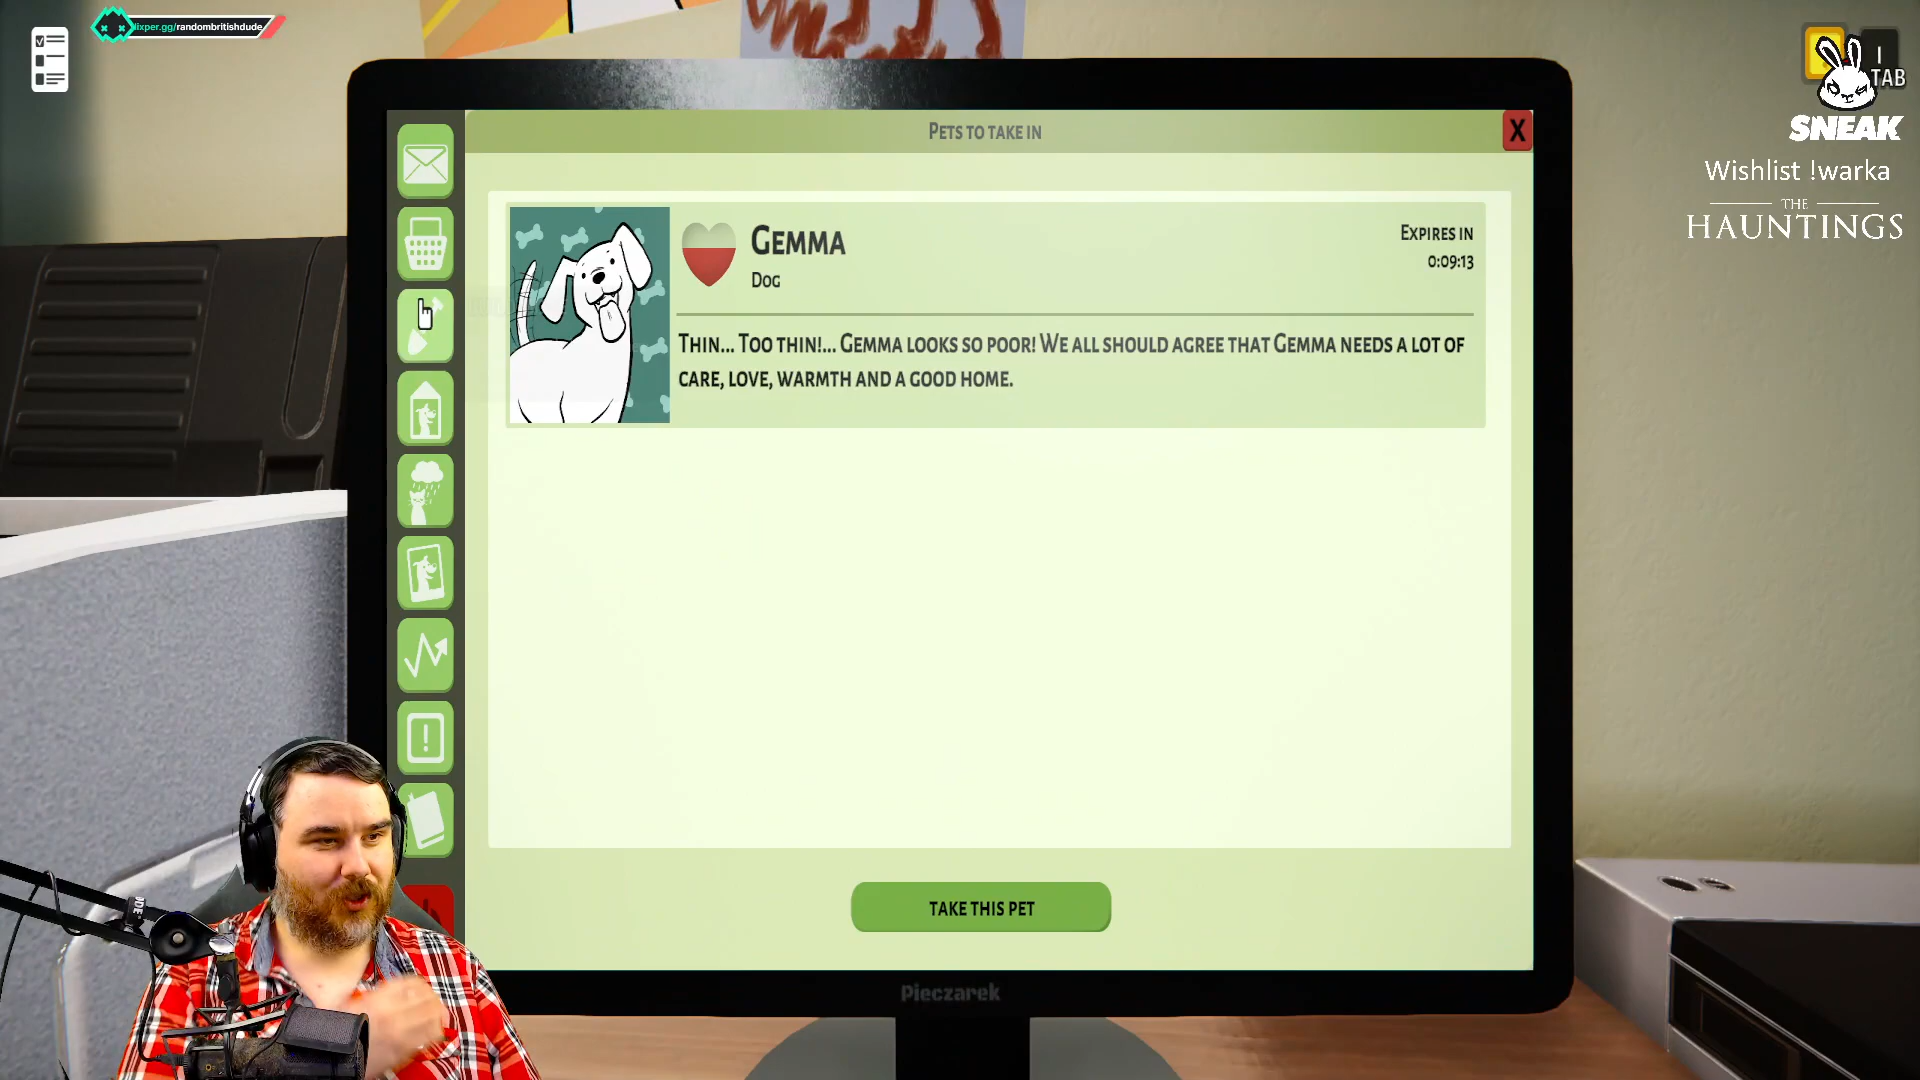 lixper.gg/randombritishdude
I
TAB
SNEAK
Wishlist !warka
THE
HAUNTINGS
PETS TO TAKE IN
X
GEMMA
DOG
EXPIRES IN
0:09:13
THIN... TOO THIN!... GEMMA LOOKS SO POOR! WE ALL SHOULD AGREE THAT GEMMA NEEDS A LOT OF
CARE, LOVE, WARMTH AND A GOOD HOME.
TAKE THIS PET
Pieczarek